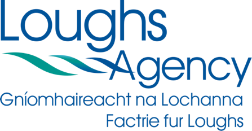 Loughs
Agency
Gníomhaireacht na Lochanna
Factrie fur Loughs